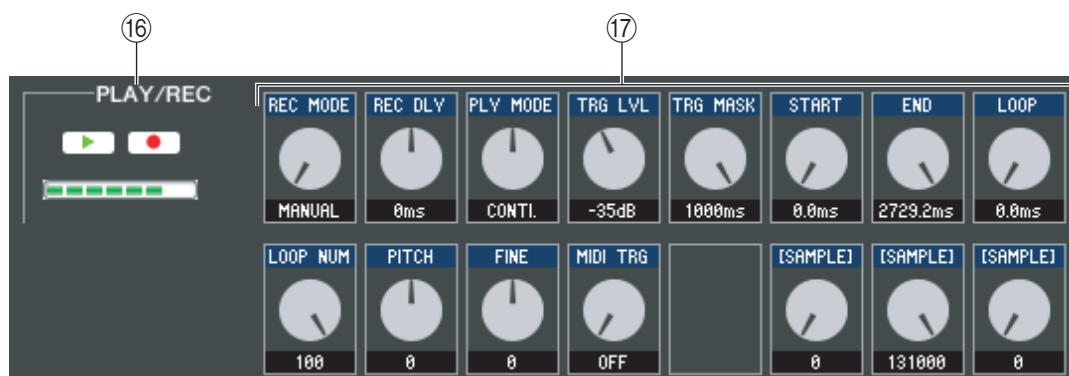 ⑯ ⑰
PLAY/REC
REC MODE REC DLY PLY MODE TRG LVL TRG MASK START END LOOP
MANUAL 0ms CONTI. -35dB 1000ms 0.0ms 2729.2ms 0.0ms
LOOP NUM PITCH FINE MIDI TRG [SAMPLE] [SAMPLE] [SAMPLE]
100 0 0 OFF 0 131000 0